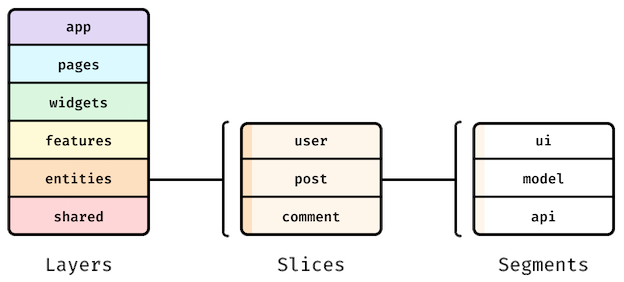 app
pages
widgets
features
entities
shared
Layers
user
post
comment
Slices
ui
model
api
Segments